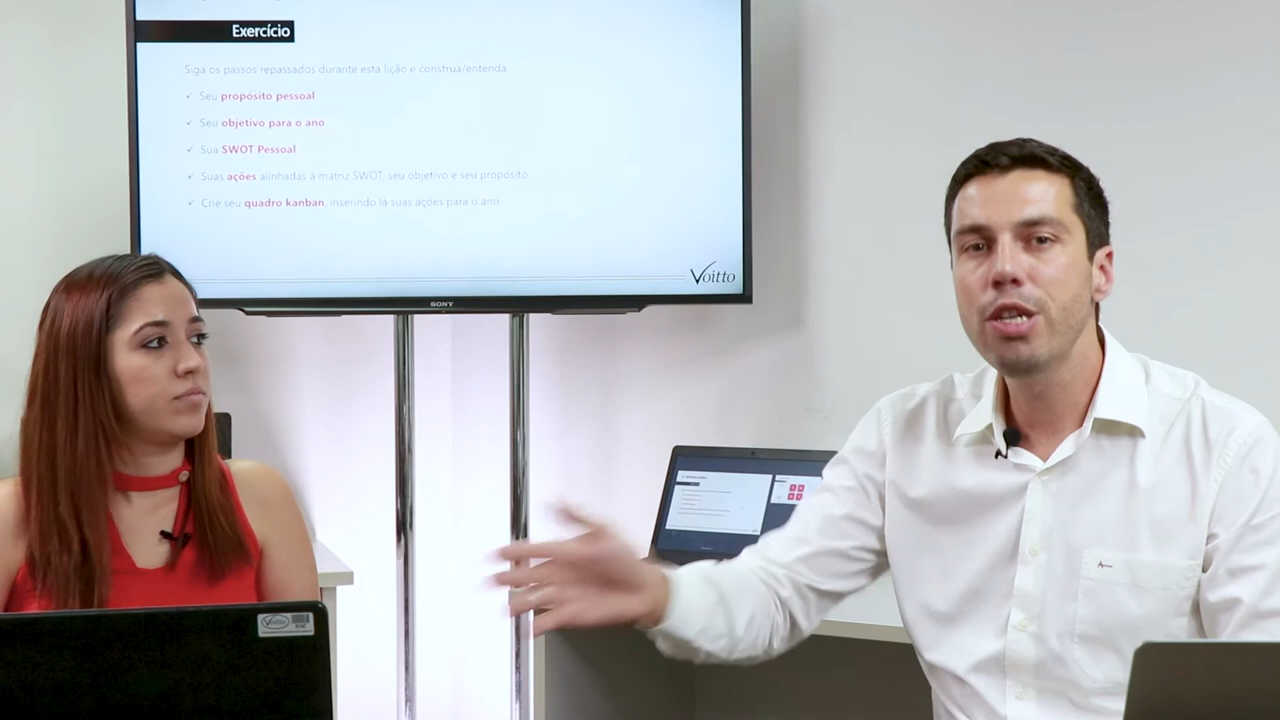 Exercício
Siga os passos repassados durante esta lição e construa/entenda:
✓ Seu propósito pessoal
✓ Seu objetivo para o ano
✓ Sua SWOT Pessoal
✓ Suas ações alinhadas à matriz SWOT, seu objetivo e seu propósito
✓ Crie seu quadro kanban, inserindo lá suas ações para o ano
Voitto
SONY
Voitto